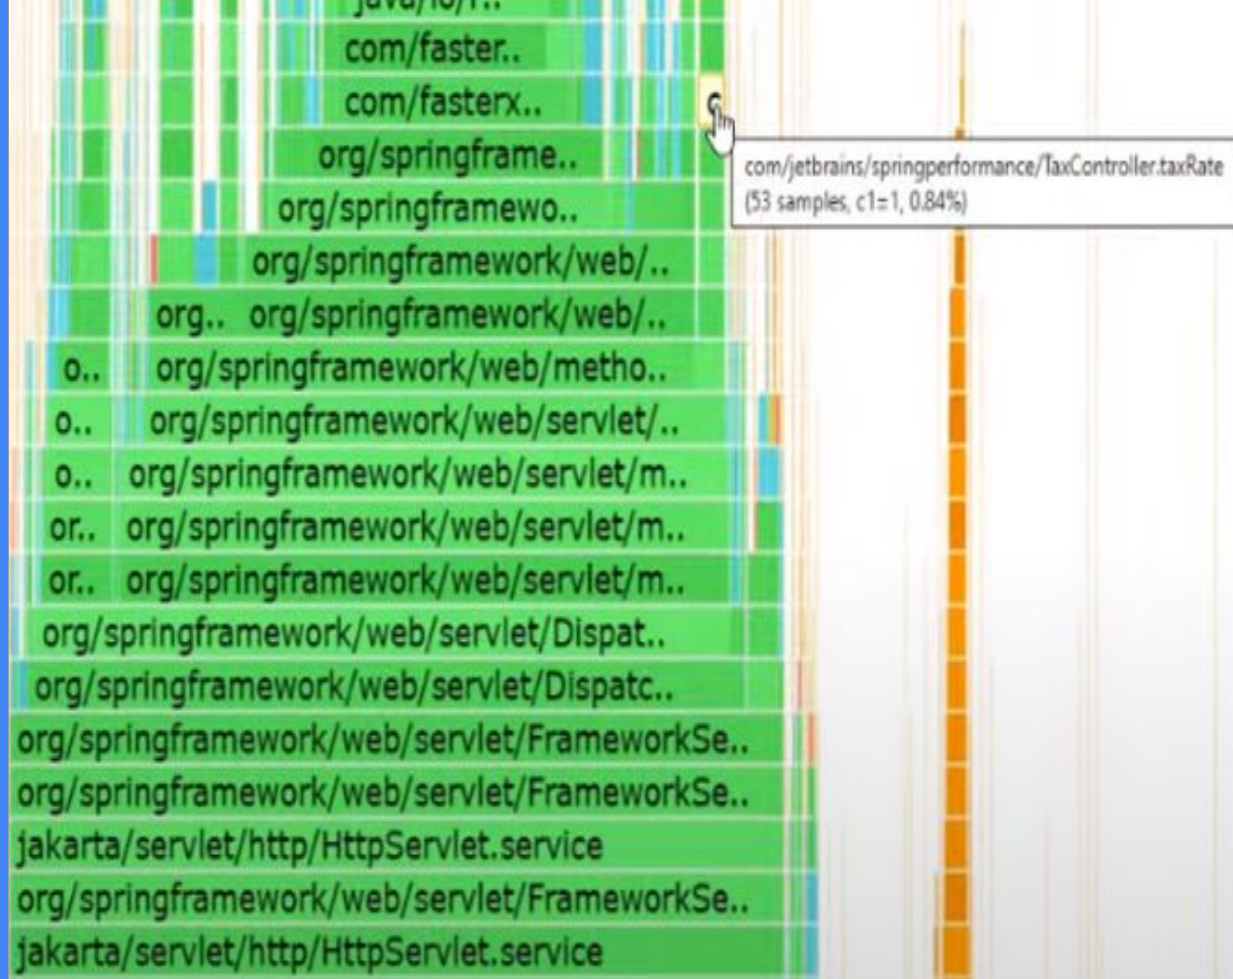 java/io/r..
com/faster..
com/fasterx..
c
org/springframe..
com/jetbrains/springperformance/TaxController.taxRate
(53 samples, c1=1, 0.84%)
org/springframewo..
org/springframework/web/..
org.. org/springframework/web/..
o.. org/springframework/web/metho..
o.. org/springframework/web/servlet/..
o.. org/springframework/web/servlet/m..
or.. org/springframework/web/servlet/m..
or.. org/springframework/web/servlet/m..
org/springframework/web/servlet/Dispat..
org/springframework/web/servlet/Dispatc..
org/springframework/web/servlet/FrameworkSe..
org/springframework/web/servlet/FrameworkSe..
jakarta/servlet/http/HttpServlet.service
org/springframework/web/servlet/FrameworkSe..
jakarta/servlet/http/HttpServlet.service